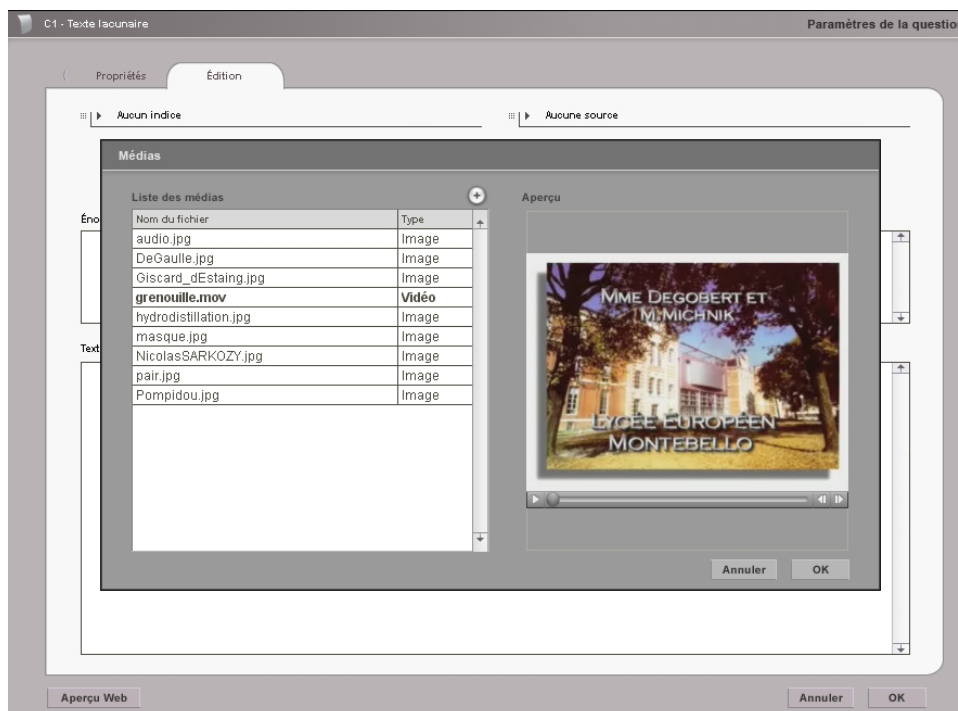 C1 - Texte lacunaire
Paramètres de la questio
Propriétés
Édition
Aucun indice
Aucune source
Médias
Liste des médias
Aperçu
Éno
Nom du fichier Type
audio.jpg Image
DeGaulle.jpg Image
Giscard_dEstaing.jpg Image
grenouille.mov Vidéo
hydrodistillation.jpg Image
masque.jpg Image
NicolasSARKOZY.jpg Image
pair.jpg Image
Pompidou.jpg Image
Text
MME DEGOBERT ET
M.MICHNIK
LYCÉE EUROPÉEN
MONTEBELLO
Annuler OK
Aperçu Web
Annuler OK